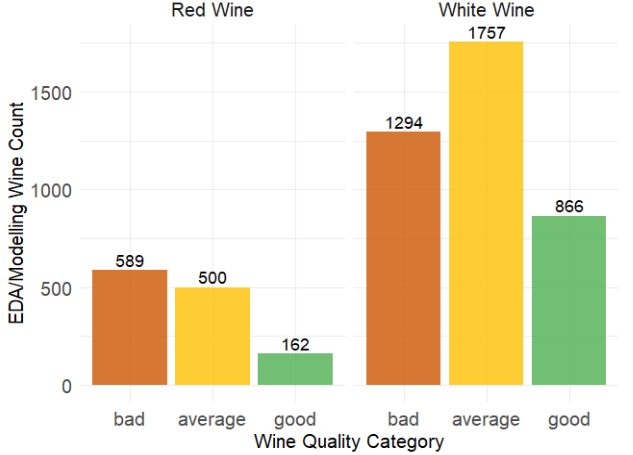 Red Wine
White Wine
EDA/Modelling Wine Count
1500
1000
500
0
589
500
162
1294
1757
866
bad
average
good
bad
average
good
Wine Quality Category